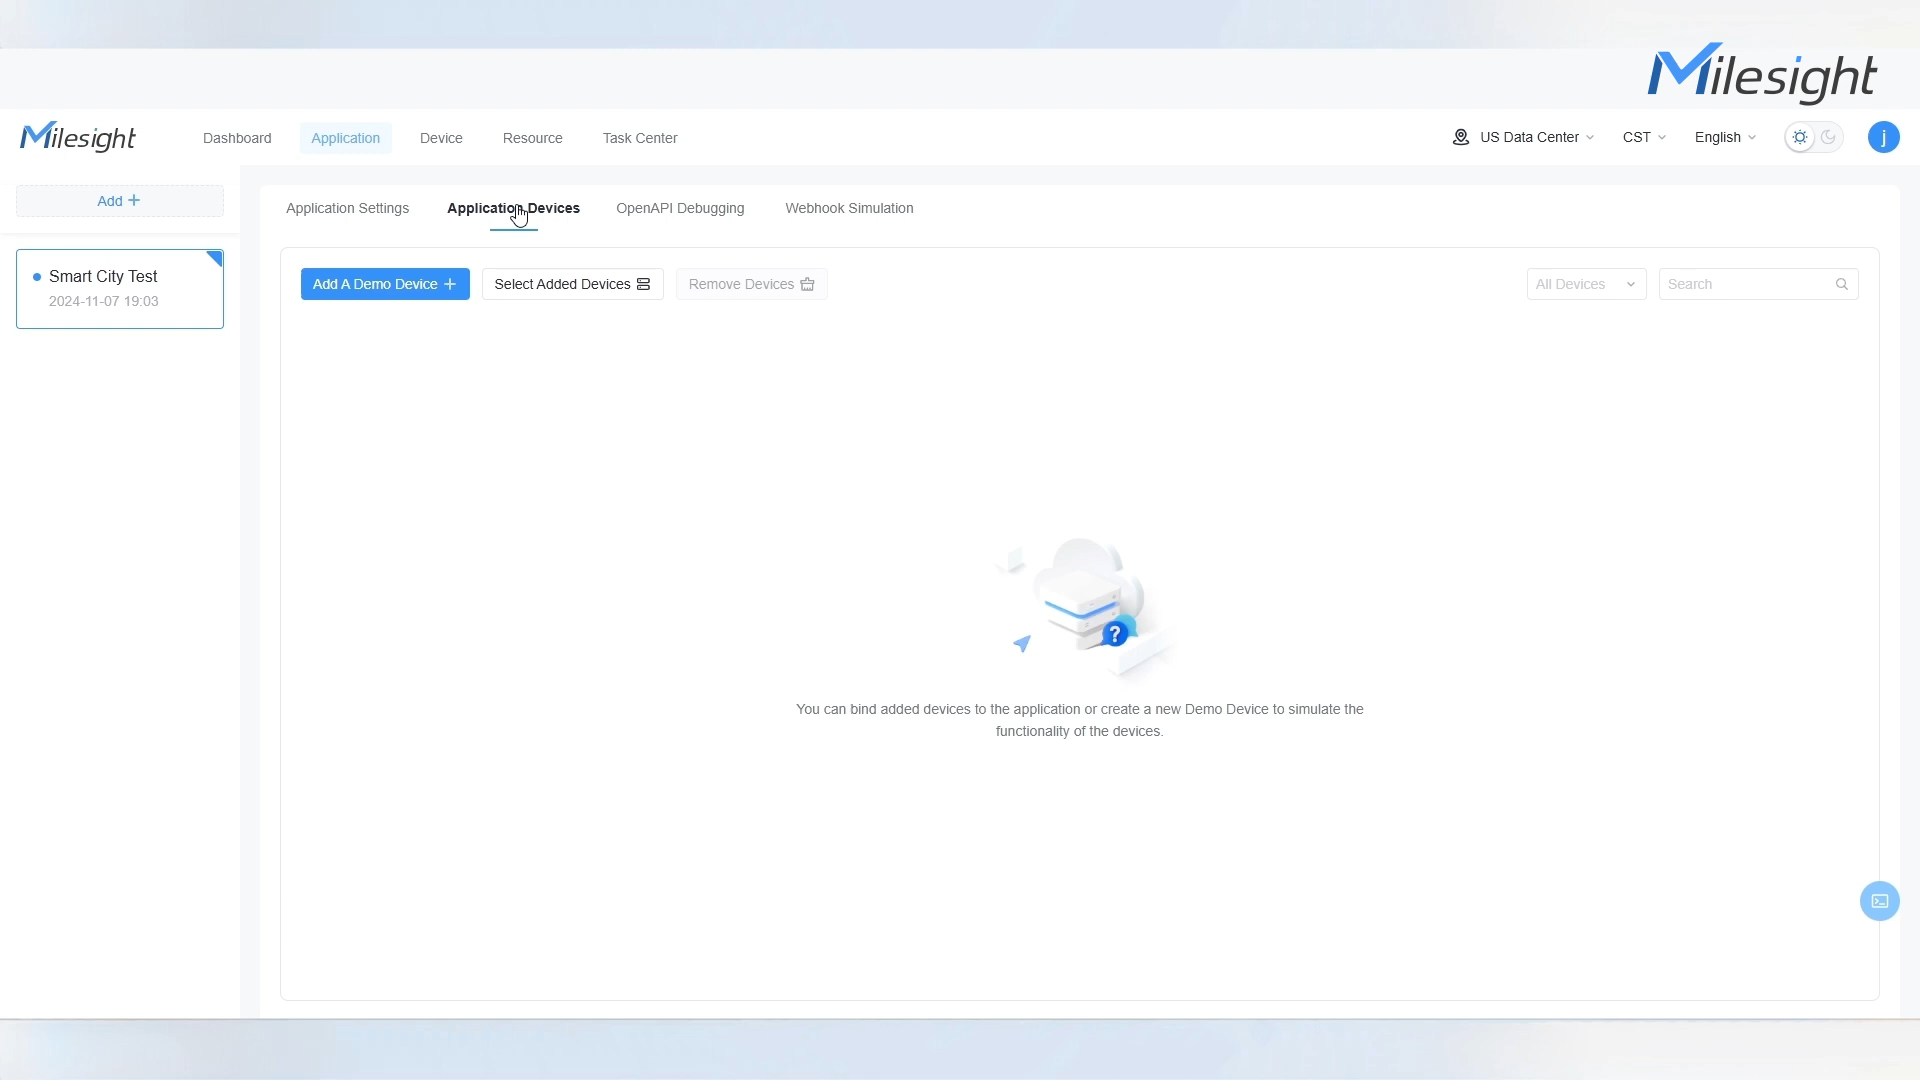 Milesight
Milesight
Dashboard
Application
Device
Resource
Task Center
US Data Center
CST
English
j
Add
Application Settings
Application Devices
OpenAPI Debugging
Webhook Simulation
Smart City Test
2024-11-07 19:03
Add A Demo Device
Select Added Devices
Remove Devices
All Devices
Search
?
You can bind added devices to the application or create a new Demo Device to simulate the
functionality of the devices.